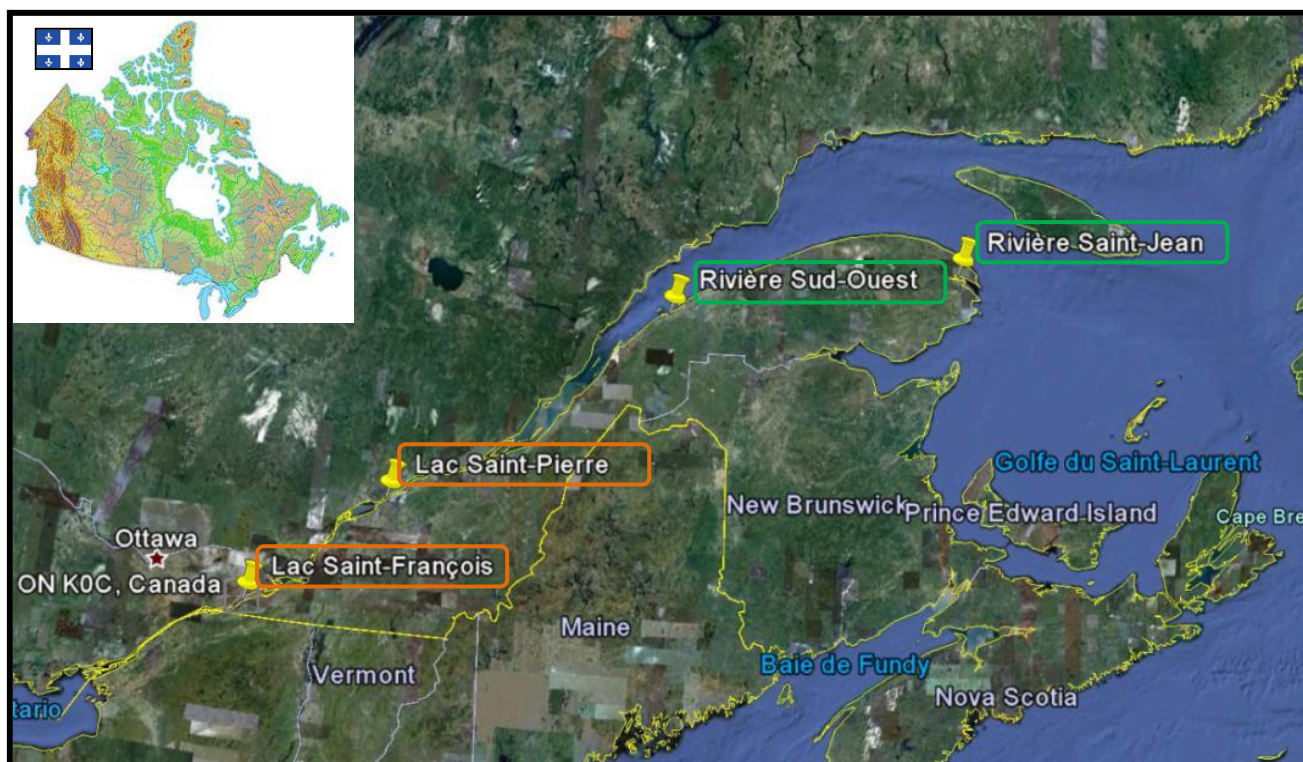 Rivière Saint-Jean
Rivière Sud-Ouest
Lac Saint-Pierre
Golfe du Saint-Laurent
New Brunswick
Prince Edward Island
Cape Bre
Ottawa
Lac Saint-François
ON K0C, Canada
Maine
Baie de Fundy
Vermont
Nova Scotia
tario